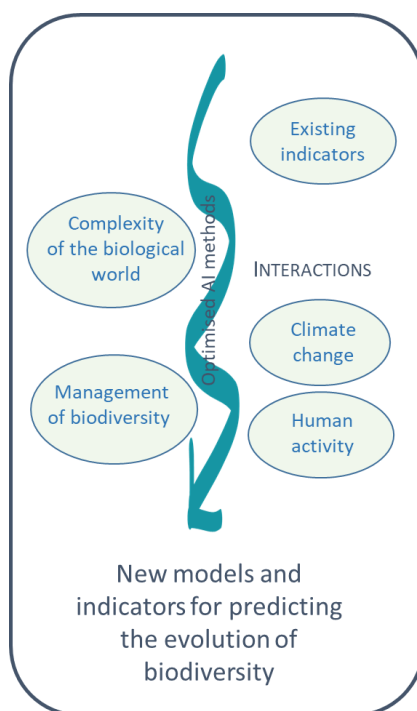 Existing
indicators
Complexity
of the biological
world
Optimised AI methods
INTERACTIONS
Climate
change
Management
of biodiversity
Human
activity
New models and
indicators for predicting
the evolution of
biodiversity